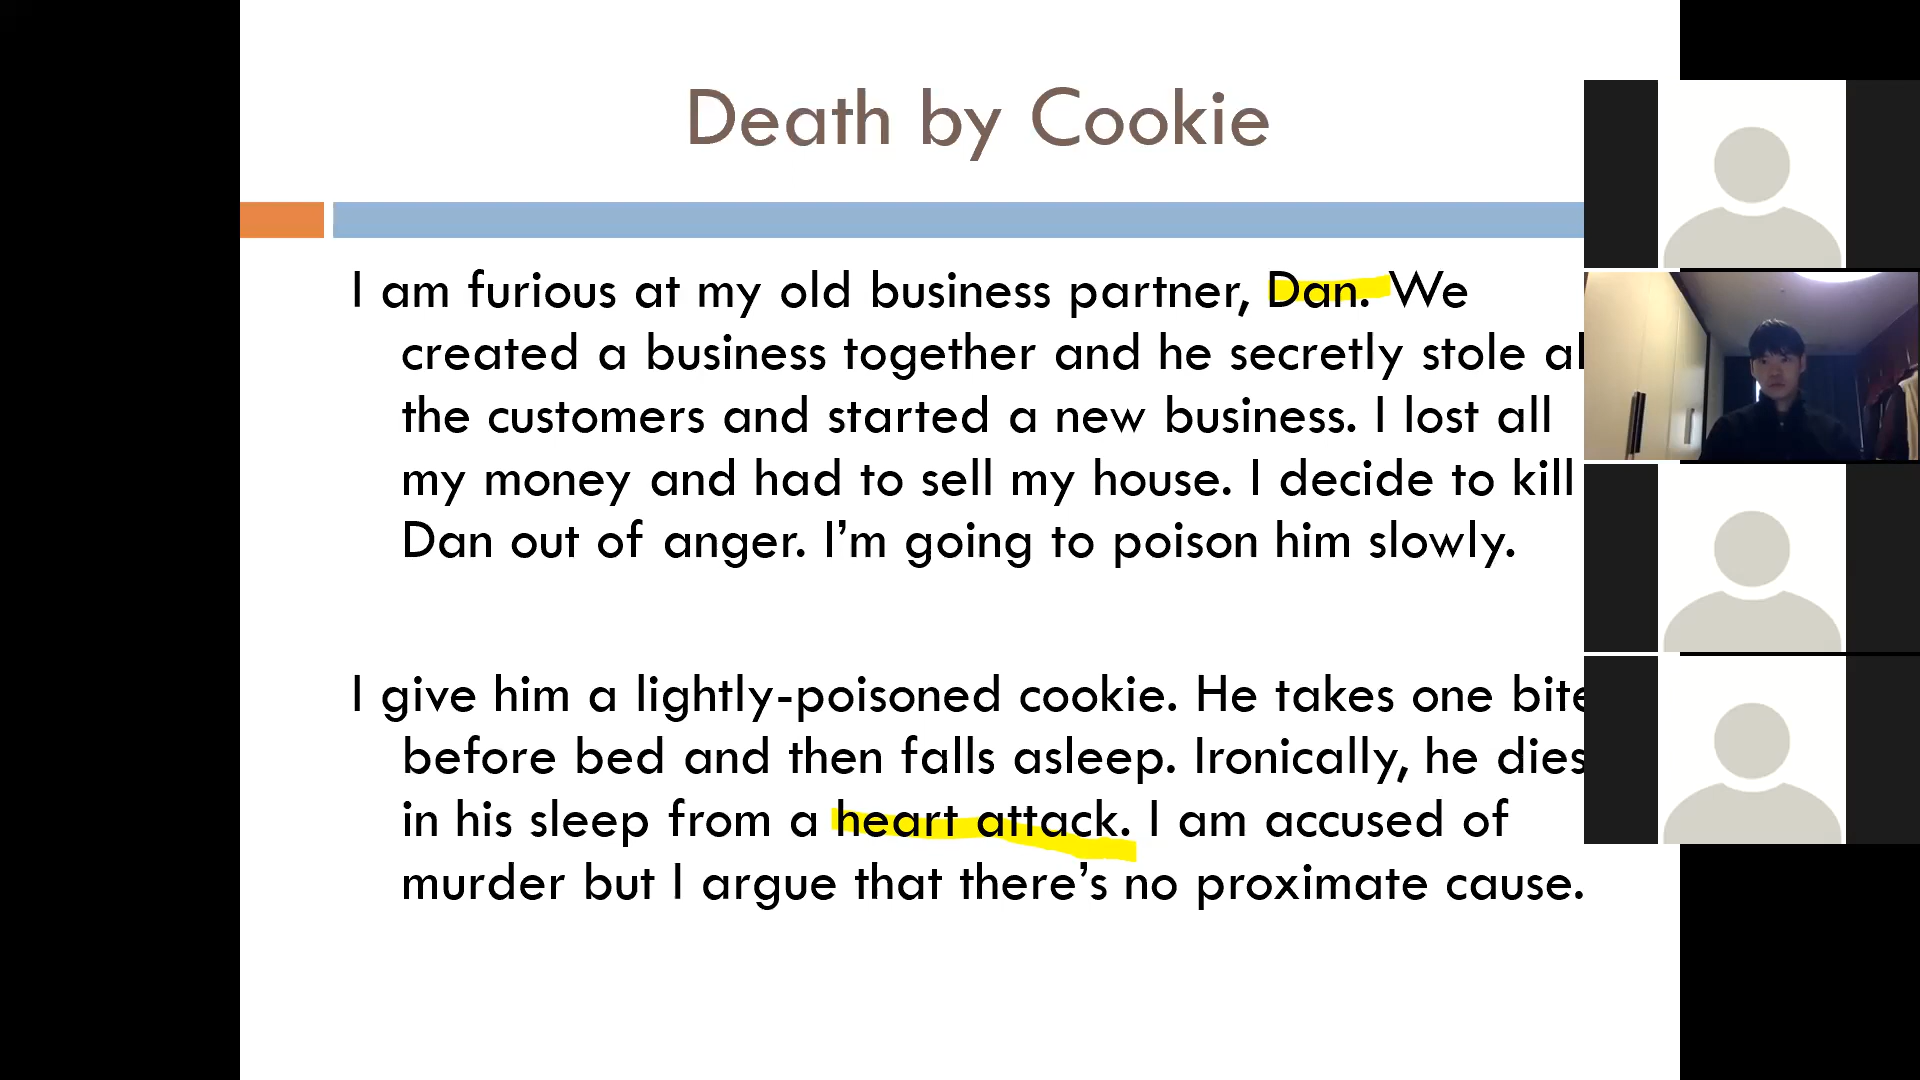 Death by Cookie
I am furious at my old business partner, Dan. We
created a business together and he secretly stole
the customers and started a new business. I lost all
my money and had to sell my house. I decide to kill
Dan out of anger. I’m going to poison him slowly.
I give him a lightly-poisoned cookie. He takes one bite
before bed and then falls asleep. Ironically, he dies
in his sleep from a heart attack. I am accused of
murder but I argue that there’s no proximate cause.